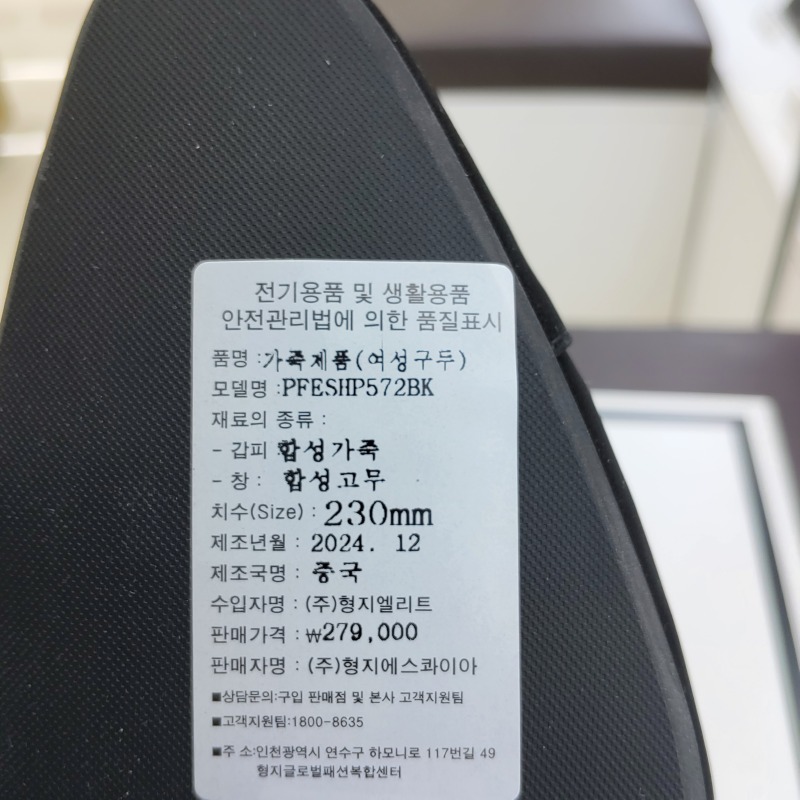 전기용품 및 생활용품
안전관리법에 의한 품질표시
품명 :가죽제품(여성구두)
모델명 :PFESHP572BK
재료의 종류 :
- 갑피 합성가죽
- 창 : 합성고무
치수(Size) : 230mm
제조년월 : 2024. 12
제조국명 : 중국
수입자명 : (주)형지엘리트
판매가격 : ₩279,000
판매자명 : (주)형지에스콰이아
■상담문의:구입 판매점 및 본사 고객지원팀
■고객지원팀:1800-8635
■주 소:인천광역시 연수구 하모니로 117번길 49
형지글로벌패션복합센터